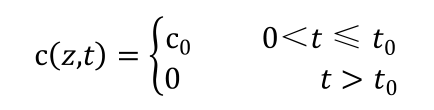 c(z,t) = { c₀ 0<t ⩽ t₀
0 t > t₀